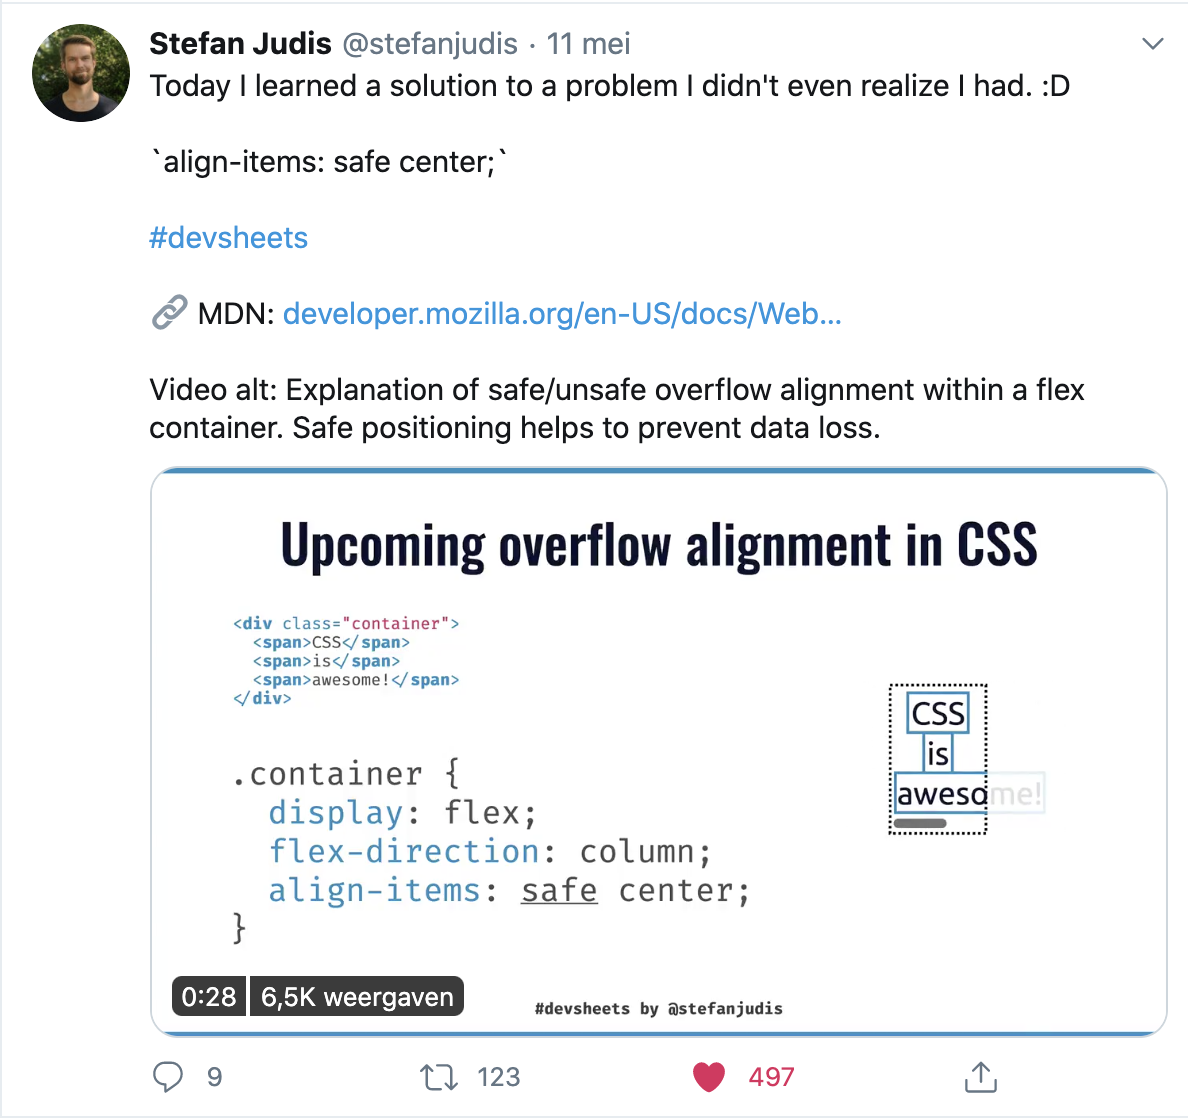 Stefan Judis @stefanjudis · 11 mei
Today I learned a solution to a problem I didn't even realize I had. :D
`align-items: safe center;`
#devsheets
🔗 MDN: developer.mozilla.org/en-US/docs/Web...
Video alt: Explanation of safe/unsafe overflow alignment within a flex
container. Safe positioning helps to prevent data loss.
Upcoming overflow alignment in CSS
<div class="container">
  <span>CSS</span>
  <span>is</span>
  <span>awesome!</span>
</div>
.container {
  display: flex;
  flex-direction: column;
  align-items: safe center;
}
CSS
is
awesome!
0:28 6,5K weergaven
#devsheets by @stefanjudis
9 123 497